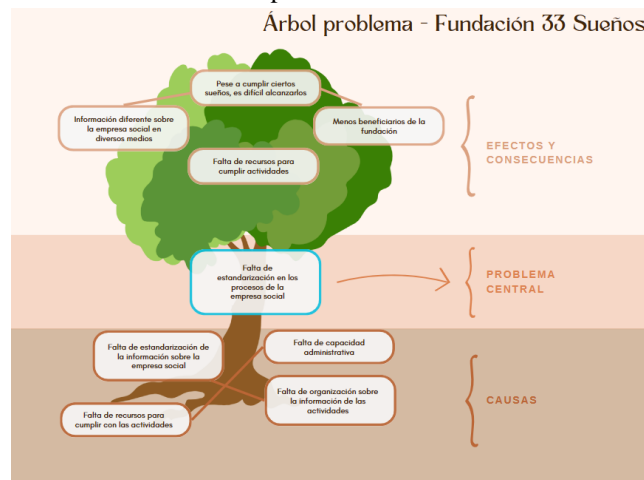 Árbol problema - Fundación 33 Sueños
Pese a cumplir ciertos
sueños, es difícil alcanzarlos
Información diferente sobre
la empresa social en
diversos medios
Menos beneficiarios de la
fundación
Falta de recursos para
cumplir actividades
EFECTOS Y
CONSECUENCIAS
Falta de
estandarización en los
procesos de la
empresa social
PROBLEMA
CENTRAL
Falta de estandarización de
la información sobre la
empresa social
Falta de capacidad
administrativa
Falta de organización sobre
la información de las
actividades
Falta de recursos para
cumplir con las actividades
CAUSAS